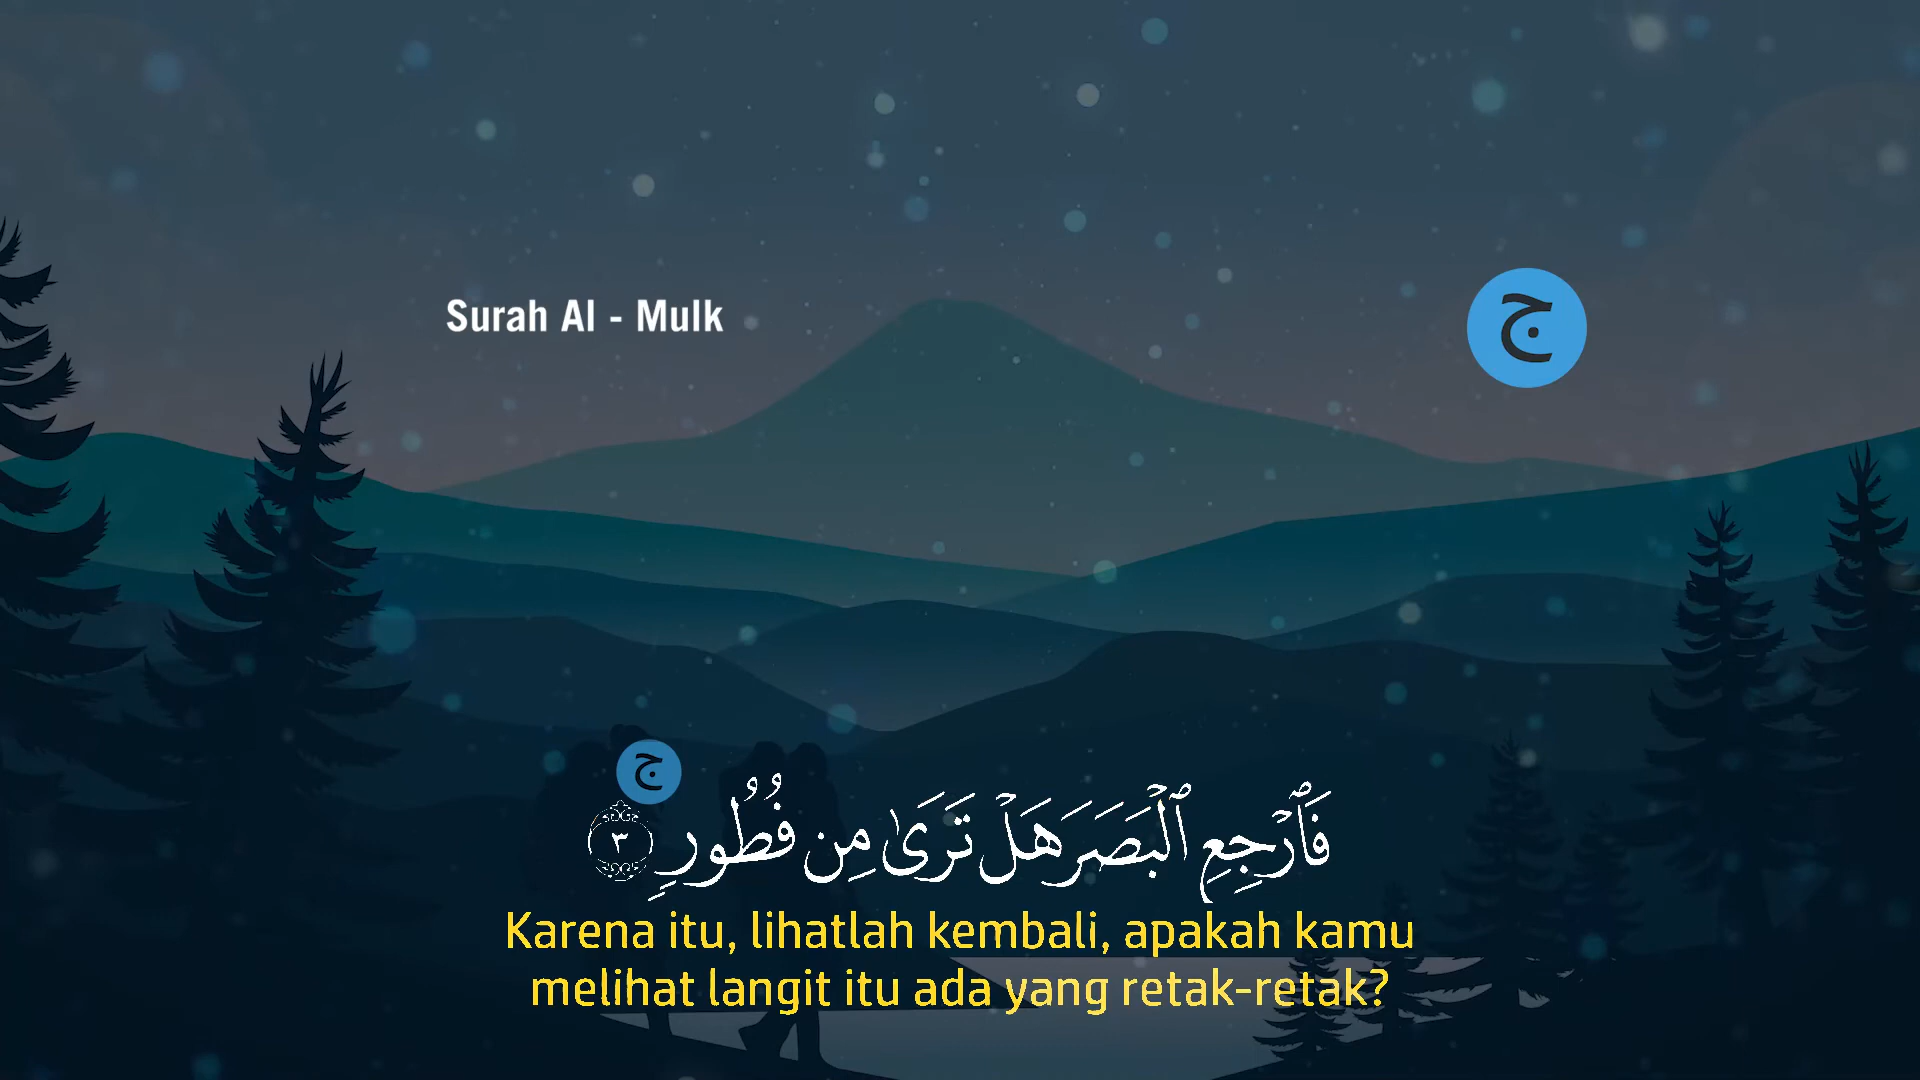 Surah Al - Mulk
ج
ج
فَٱرْجِعِ ٱلْبَصَرَ هَلْ تَرَىٰ مِن فُطُورٍ ٣
Karena itu, lihatlah kembali, apakah kamu
melihat langit itu ada yang retak-retak?